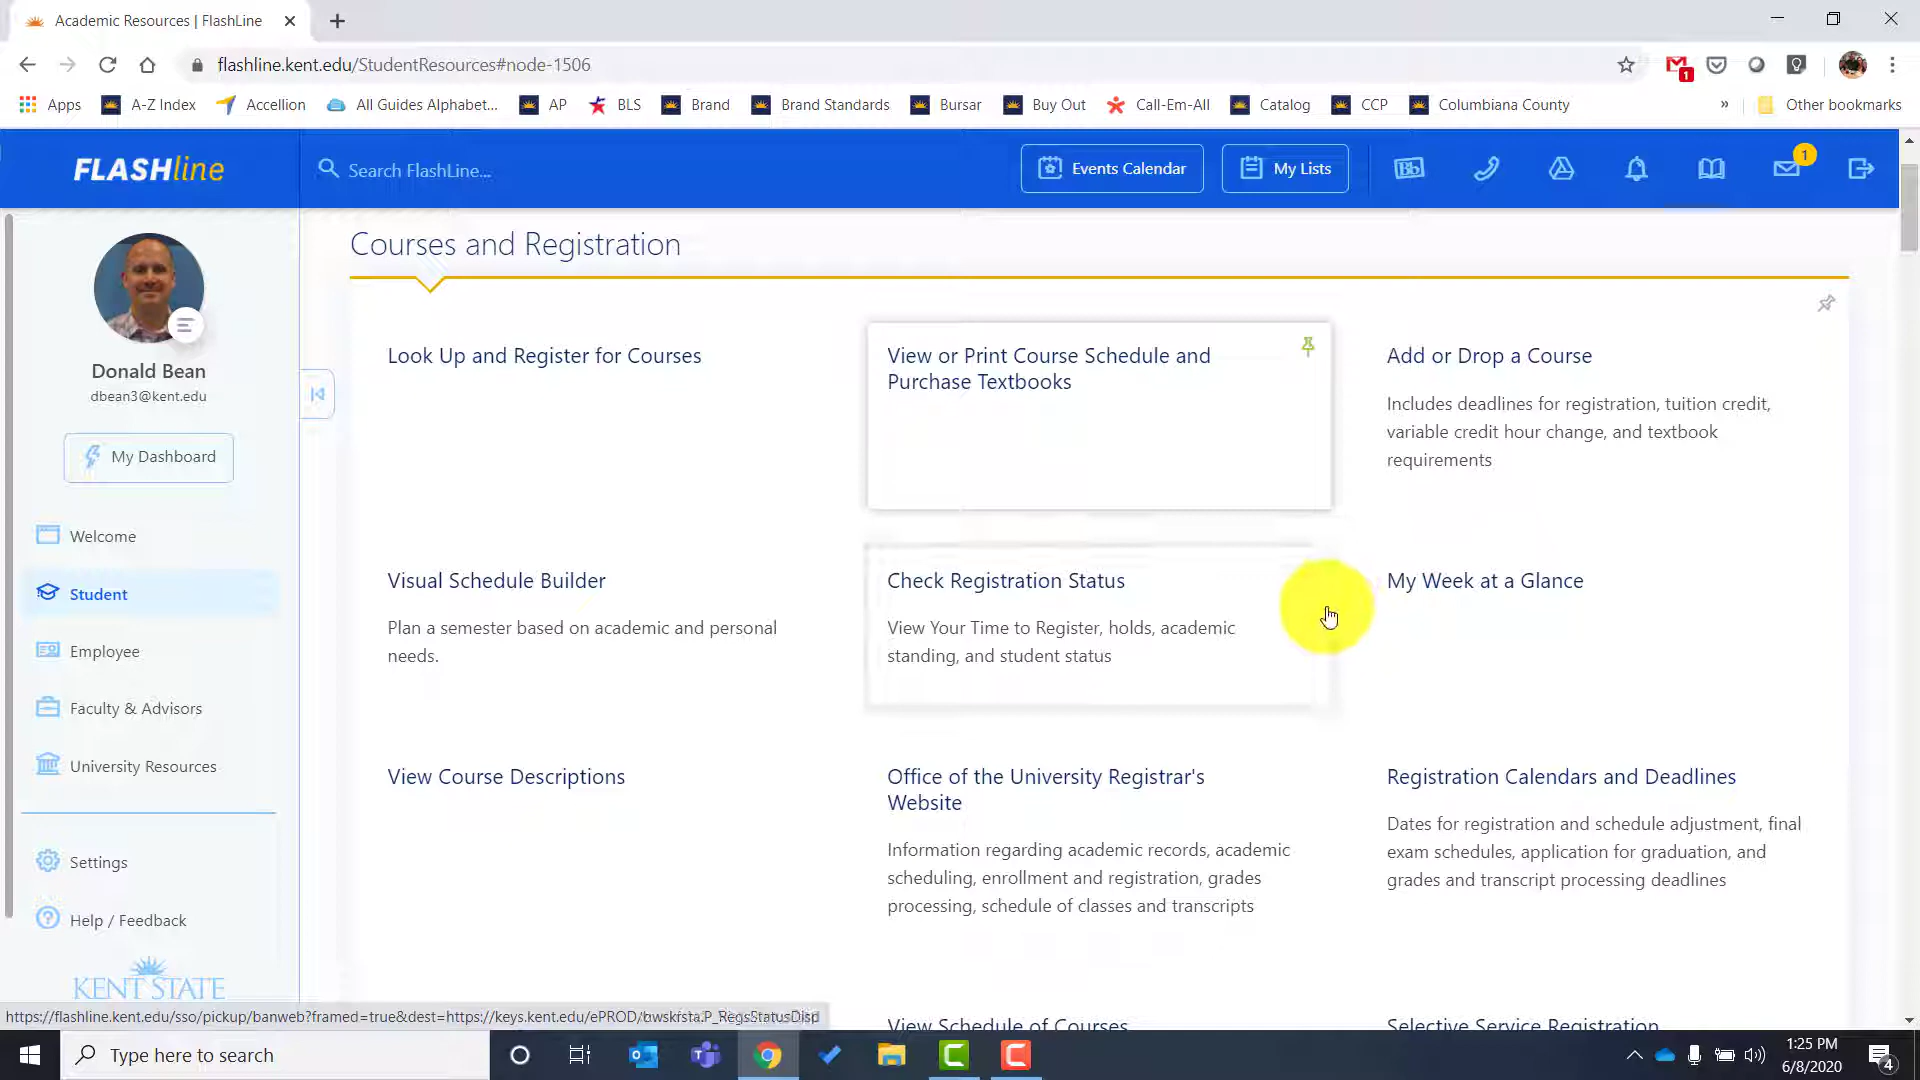 Academic Resources | FlashLine
flashline.kent.edu/StudentResources#node-1506
1
Apps A-Z Index Accellion All Guides Alphabet... AP BLS Brand Brand Standards Bursar Buy Out Call-Em-All Catalog CCP Columbiana County » Other bookmarks
FLASHline
Search FlashLine...
Events Calendar
My Lists
Bb
1
Donald Bean
dbean3@kent.edu
My Dashboard
Welcome
Student
Employee
Faculty & Advisors
University Resources
Settings
Help / Feedback
KENT STATE
Courses and Registration
Look Up and Register for Courses
View or Print Course Schedule and
Purchase Textbooks
Add or Drop a Course
Includes deadlines for registration, tuition credit,
variable credit hour change, and textbook
requirements
Visual Schedule Builder
Plan a semester based on academic and personal
needs.
Check Registration Status
View Your Time to Register, holds, academic
standing, and student status
My Week at a Glance
View Course Descriptions
Office of the University Registrar's
Website
Information regarding academic records, academic
scheduling, enrollment and registration, grades
processing, schedule of classes and transcripts
Registration Calendars and Deadlines
Dates for registration and schedule adjustment, final
exam schedules, application for graduation, and
grades and transcript processing deadlines
View Schedule of Courses
Selective Service Registration
https://flashline.kent.edu/sso/pickup/banweb?framed=true&dest=https://keys.kent.edu/ePROD/bwskrsta.P_RegsStatusDisp
Type here to search
1:25 PM
6/8/2020
4